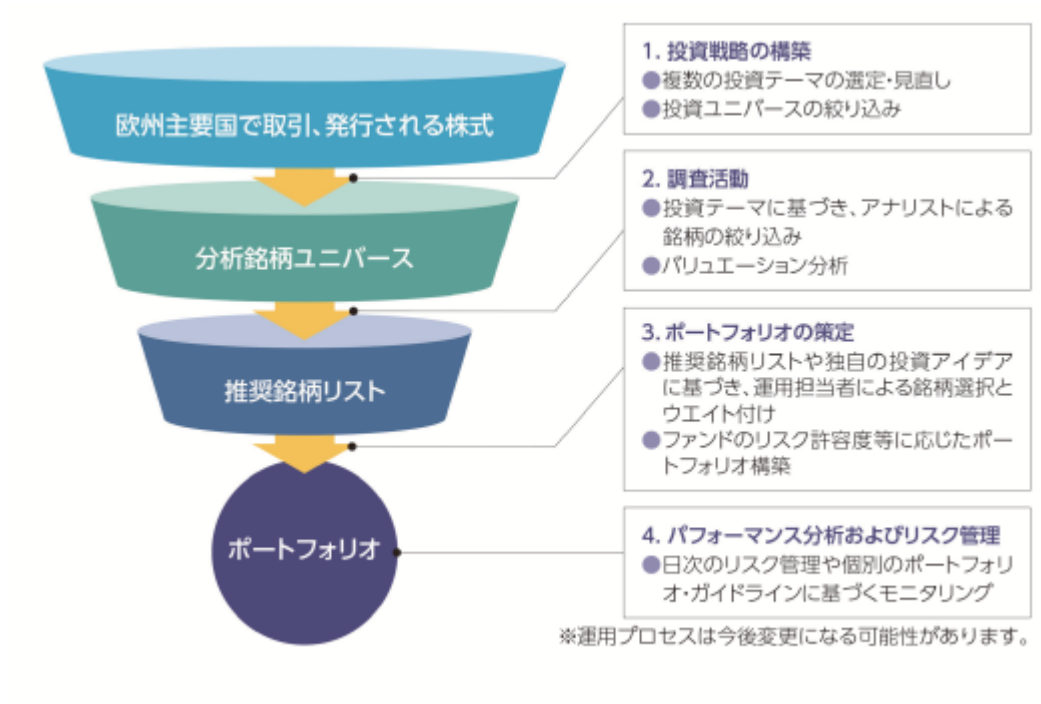 欧州主要国で取引、発行される株式
分析銘柄ユニバース
推奨銘柄リスト
ポートフォリオ
1. 投資戦略の構築
●複数の投資テーマの選定・見直し
●投資ユニバースの絞り込み
2. 調査活動
●投資テーマに基づき、アナリストによる
銘柄の絞り込み
●バリュエーション分析
3. ポートフォリオの策定
●推奨銘柄リストや独自の投資アイデア
に基づき、運用担当者による銘柄選択と
ウエイト付け
●ファンドのリスク許容度等に応じたポー
トフォリオ構築
4. パフォーマンス分析およびリスク管理
●日次のリスク管理や個別のポートフォリ
オ・ガイドラインに基づくモニタリング
※運用プロセスは今後変更になる可能性があります。